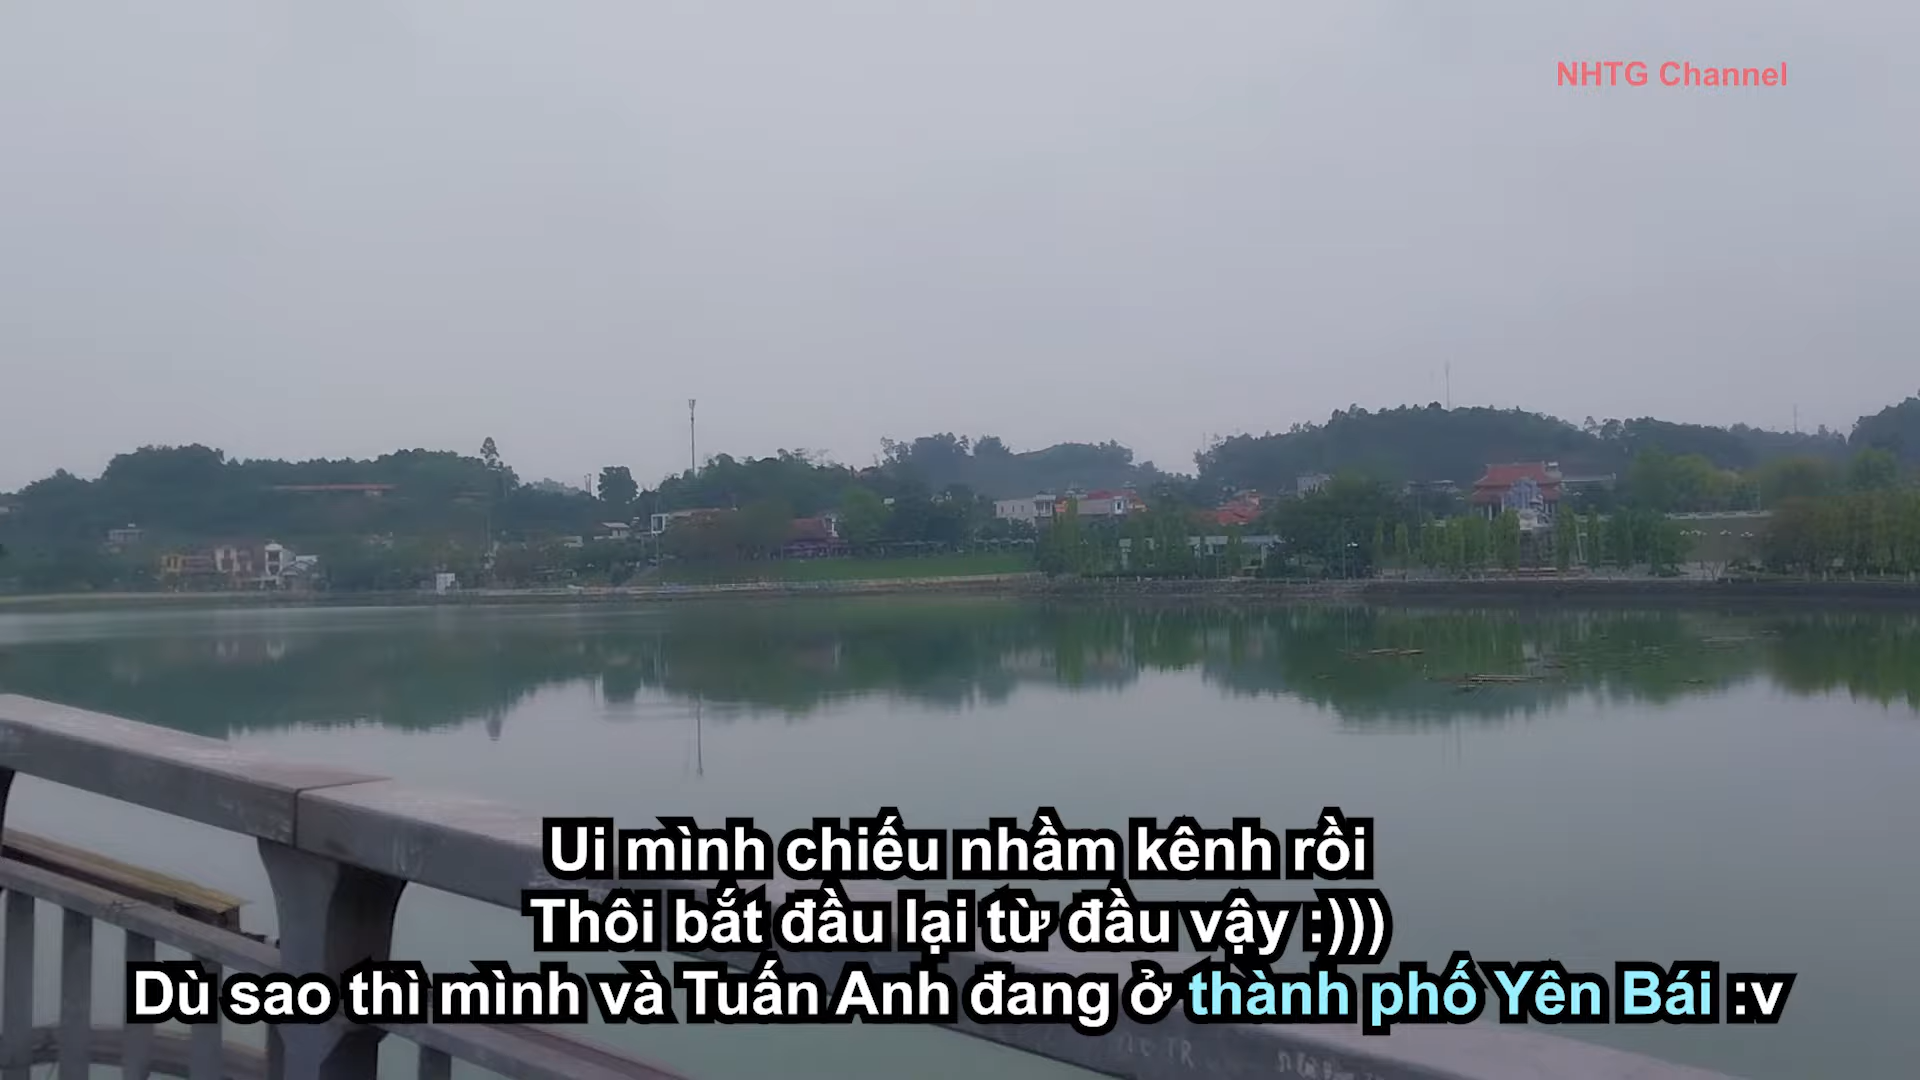 NHTG Channel
Ui mình chiếu nhầm kênh rồi
Thôi bắt đầu lại từ đầu vậy :)))
Dù sao thì mình và Tuấn Anh đang ở thành phố Yên Bái :v